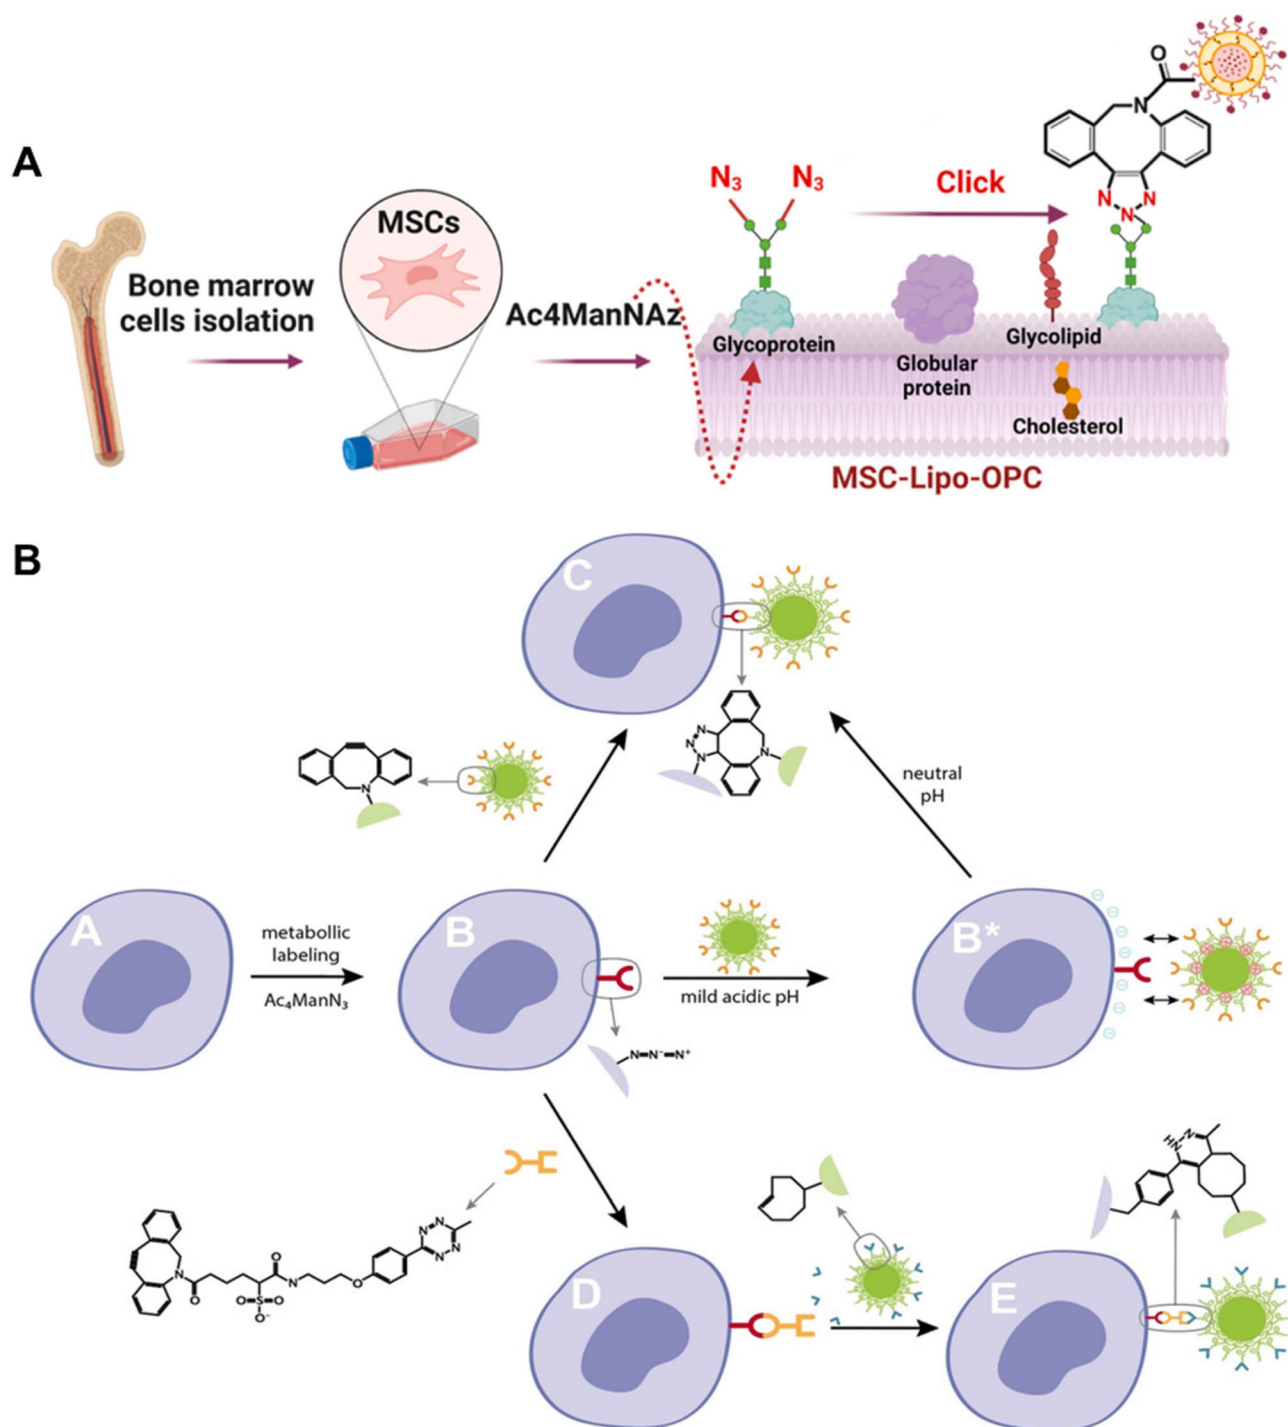 A
Bone marrow
cells isolation
MSCs
Ac4ManNAz
N₃ N₃
Click
O
N
N N
N
Glycoprotein
Globular
protein
Glycolipid
Cholesterol
MSC-Lipo-OPC
B
C
N
N
N
N
N
N
neutral
pH
A
metabollic
labeling
Ac₄ManN₃
B
mild acidic pH
B*
N=N⁻=N⁺
N
O
O
N
H
O
O=S=O
O⁻
N
N
N
N
D
E
HN
N